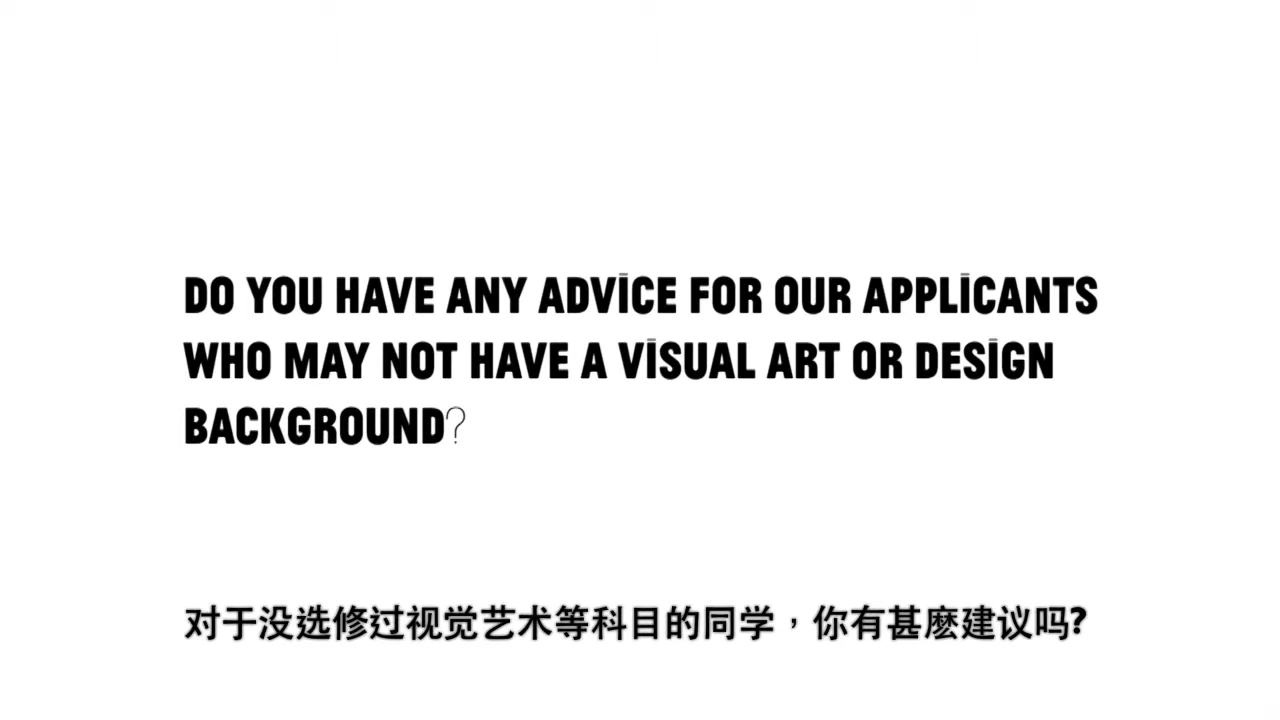 DO YOU HAVE ANY ADVICE FOR OUR APPLICANTS
WHO MAY NOT HAVE A VISUAL ART OR DESIGN
BACKGROUND?
对于没选修过视觉艺术等科目的同学，你有甚麽建议吗?